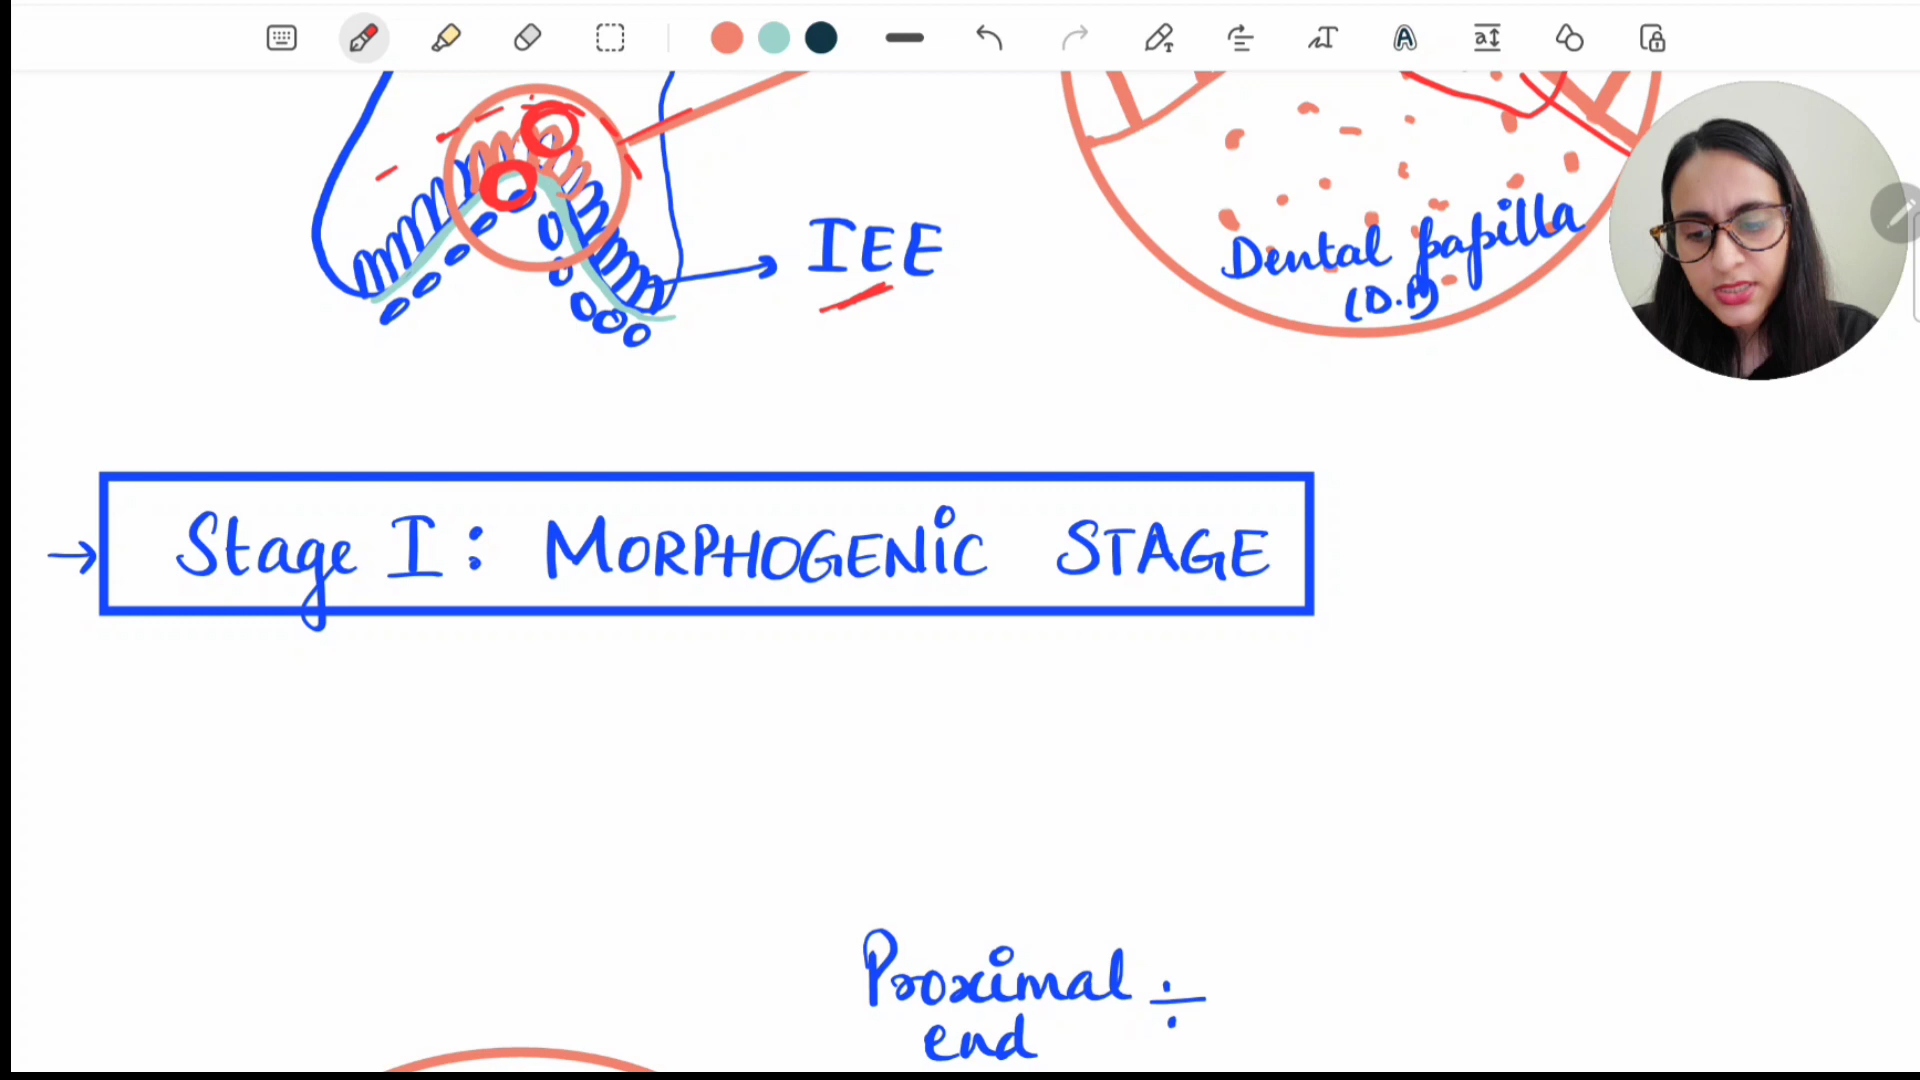 IEE
Dental papilla
(D.P)
→ Stage I: MORPHOGENiC STAGE
Proximal ÷
end